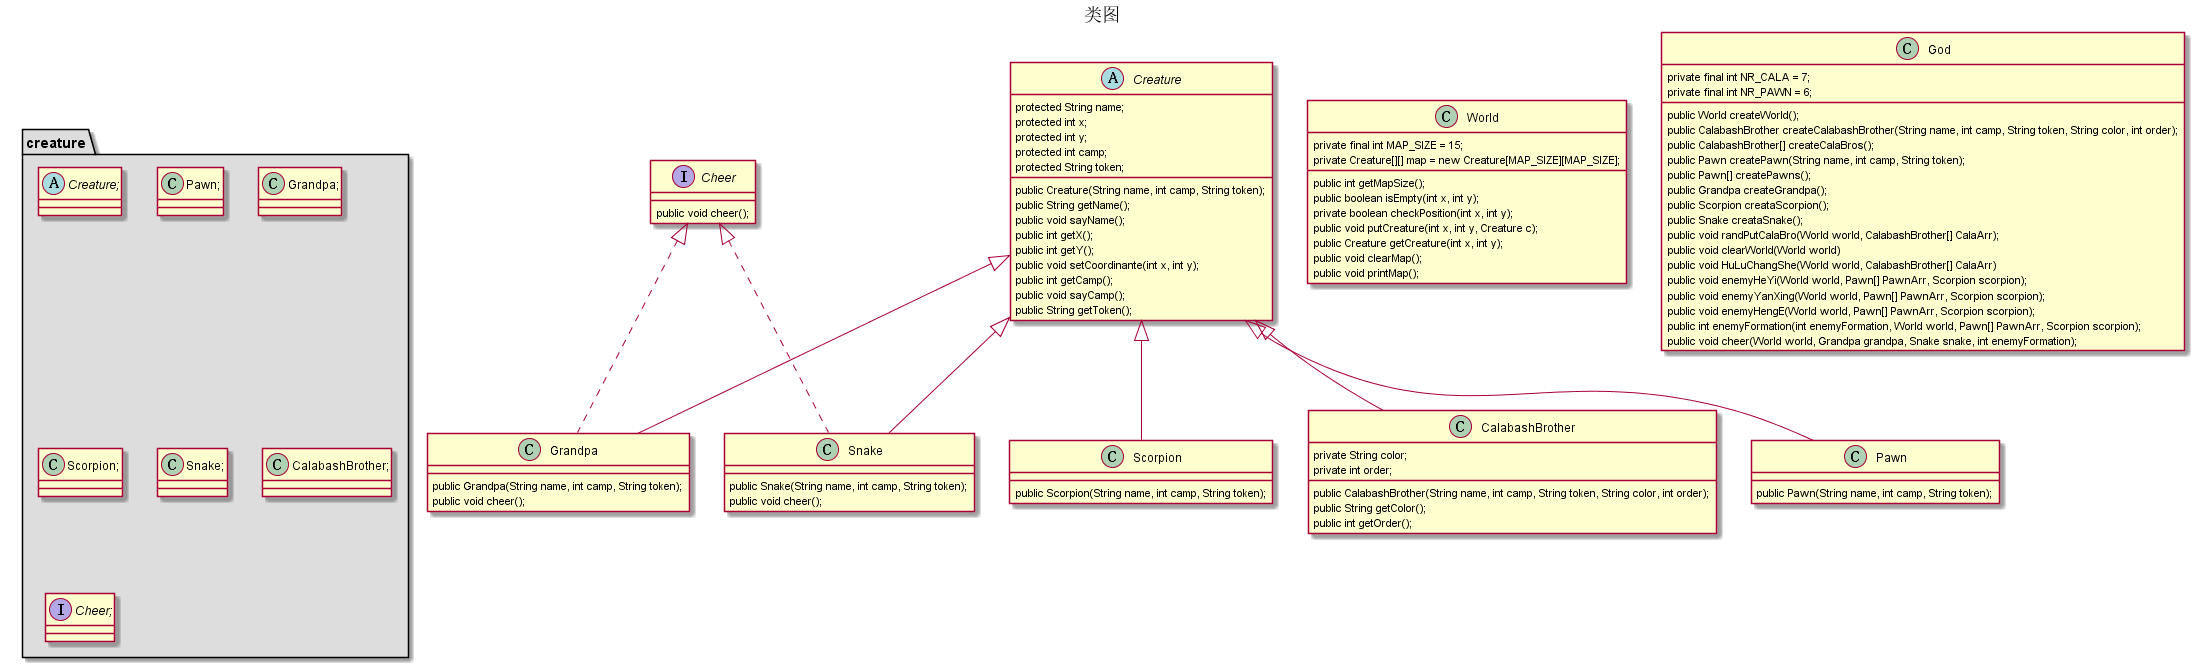 类图
creature
A Creature;
C Pawn;
C Grandpa;
C Scorpion;
C Snake;
C CalabashBrother;
I Cheer;
I Cheer
public void cheer();
A Creature
protected String name;
protected int x;
protected int y;
protected int camp;
protected String token;
public Creature(String name, int camp, String token);
public String getName();
public void sayName();
public int getX();
public int getY();
public void setCoordinante(int x, int y);
public int getCamp();
public void sayCamp();
public String getToken();
C World
private final int MAP_SIZE = 15;
private Creature[][] map = new Creature[MAP_SIZE][MAP_SIZE];
public int getMapSize();
public boolean isEmpty(int x, int y);
private boolean checkPosition(int x, int y);
public void putCreature(int x, int y, Creature c);
public Creature getCreature(int x, int y);
public void clearMap();
public void printMap();
C God
private final int NR_CALA = 7;
private final int NR_PAWN = 6;
public World createWorld();
public CalabashBrother createCalabashBrother(String name, int camp, String token, String color, int order);
public CalabashBrother[] createCalaBros();
public Pawn createPawn(String name, int camp, String token);
public Pawn[] createPawns();
public Grandpa createGrandpa();
public Scorpion creataScorpion();
public Snake creataSnake();
public void randPutCalaBro(World world, CalabashBrother[] CalaArr);
public void clearWorld(World world)
public void HuLuChangShe(World world, CalabashBrother[] CalaArr)
public void enemyHeYi(World world, Pawn[] PawnArr, Scorpion scorpion);
public void enemyYanXing(World world, Pawn[] PawnArr, Scorpion scorpion);
public void enemyHengE(World world, Pawn[] PawnArr, Scorpion scorpion);
public int enemyFormation(int enemyFormation, World world, Pawn[] PawnArr, Scorpion scorpion);
public void cheer(World world, Grandpa grandpa, Snake snake, int enemyFormation);
C Grandpa
public Grandpa(String name, int camp, String token);
public void cheer();
C Snake
public Snake(String name, int camp, String token);
public void cheer();
C Scorpion
public Scorpion(String name, int camp, String token);
C CalabashBrother
private String color;
private int order;
public CalabashBrother(String name, int camp, String token, String color, int order);
public String getColor();
public int getOrder();
C Pawn
public Pawn(String name, int camp, String token);